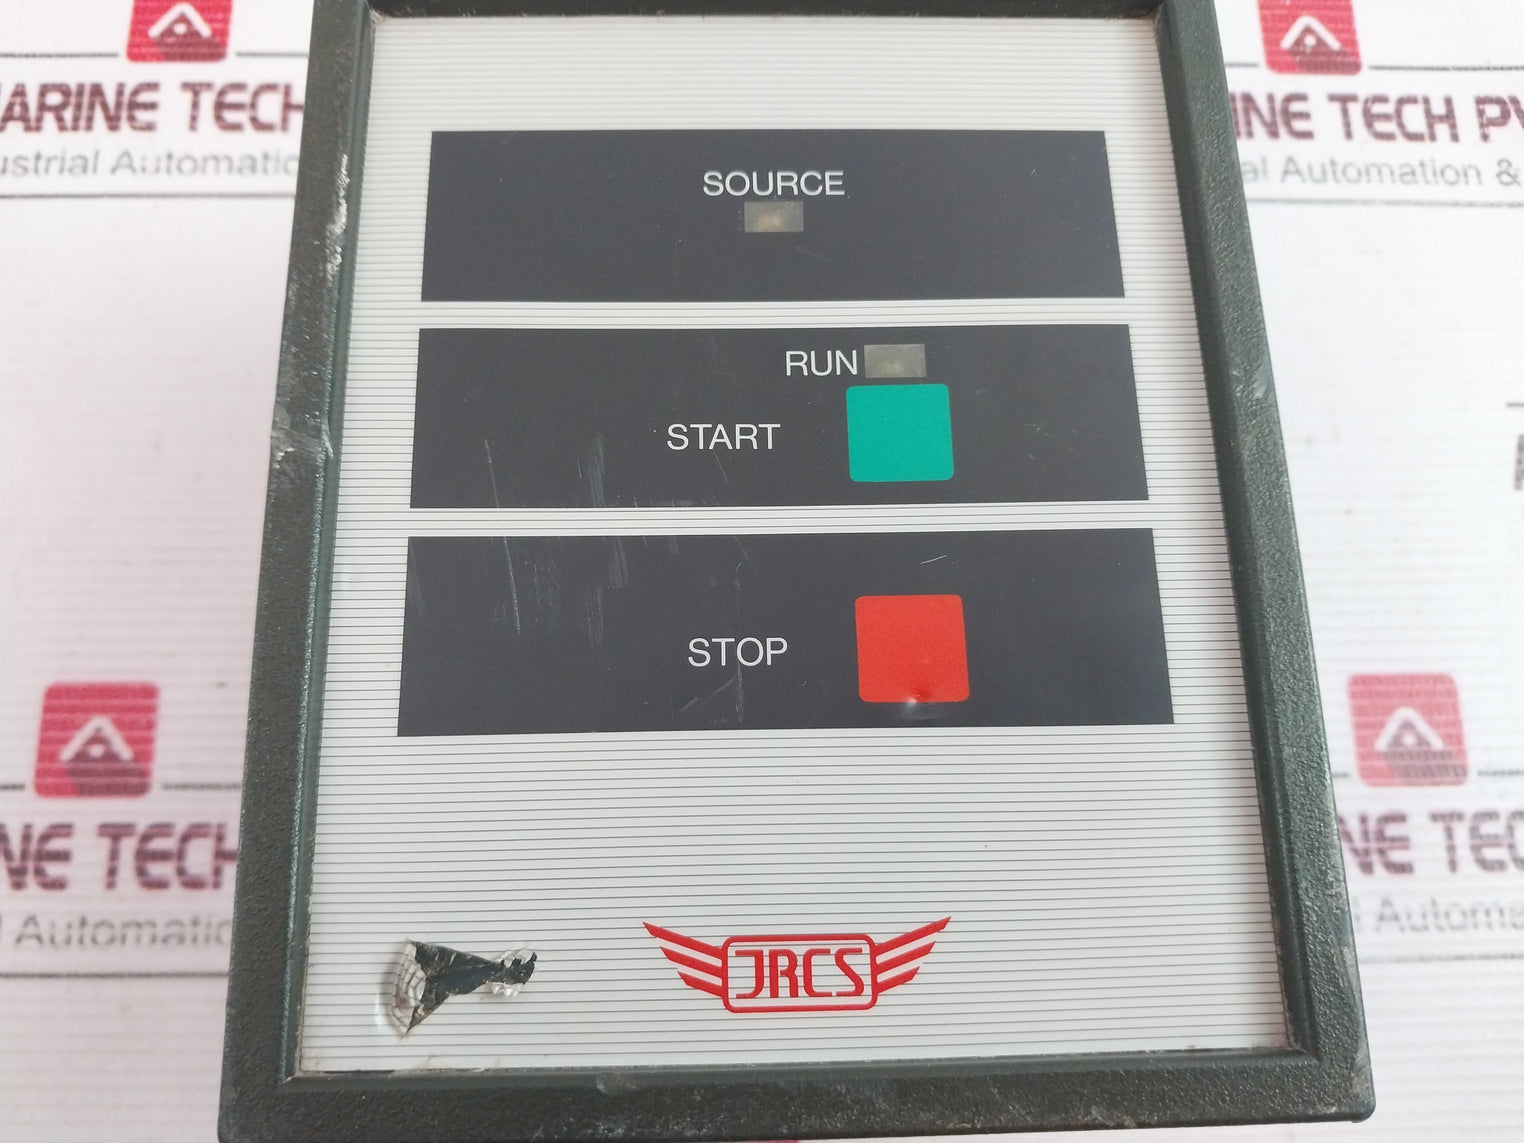 ARINE TECH
INE TECH PV
ustrial Automatio
al Automation &
SOURCE
RUN
START
STOP
NE TECH
NE TEC
l Automatic
Automa
JRCS